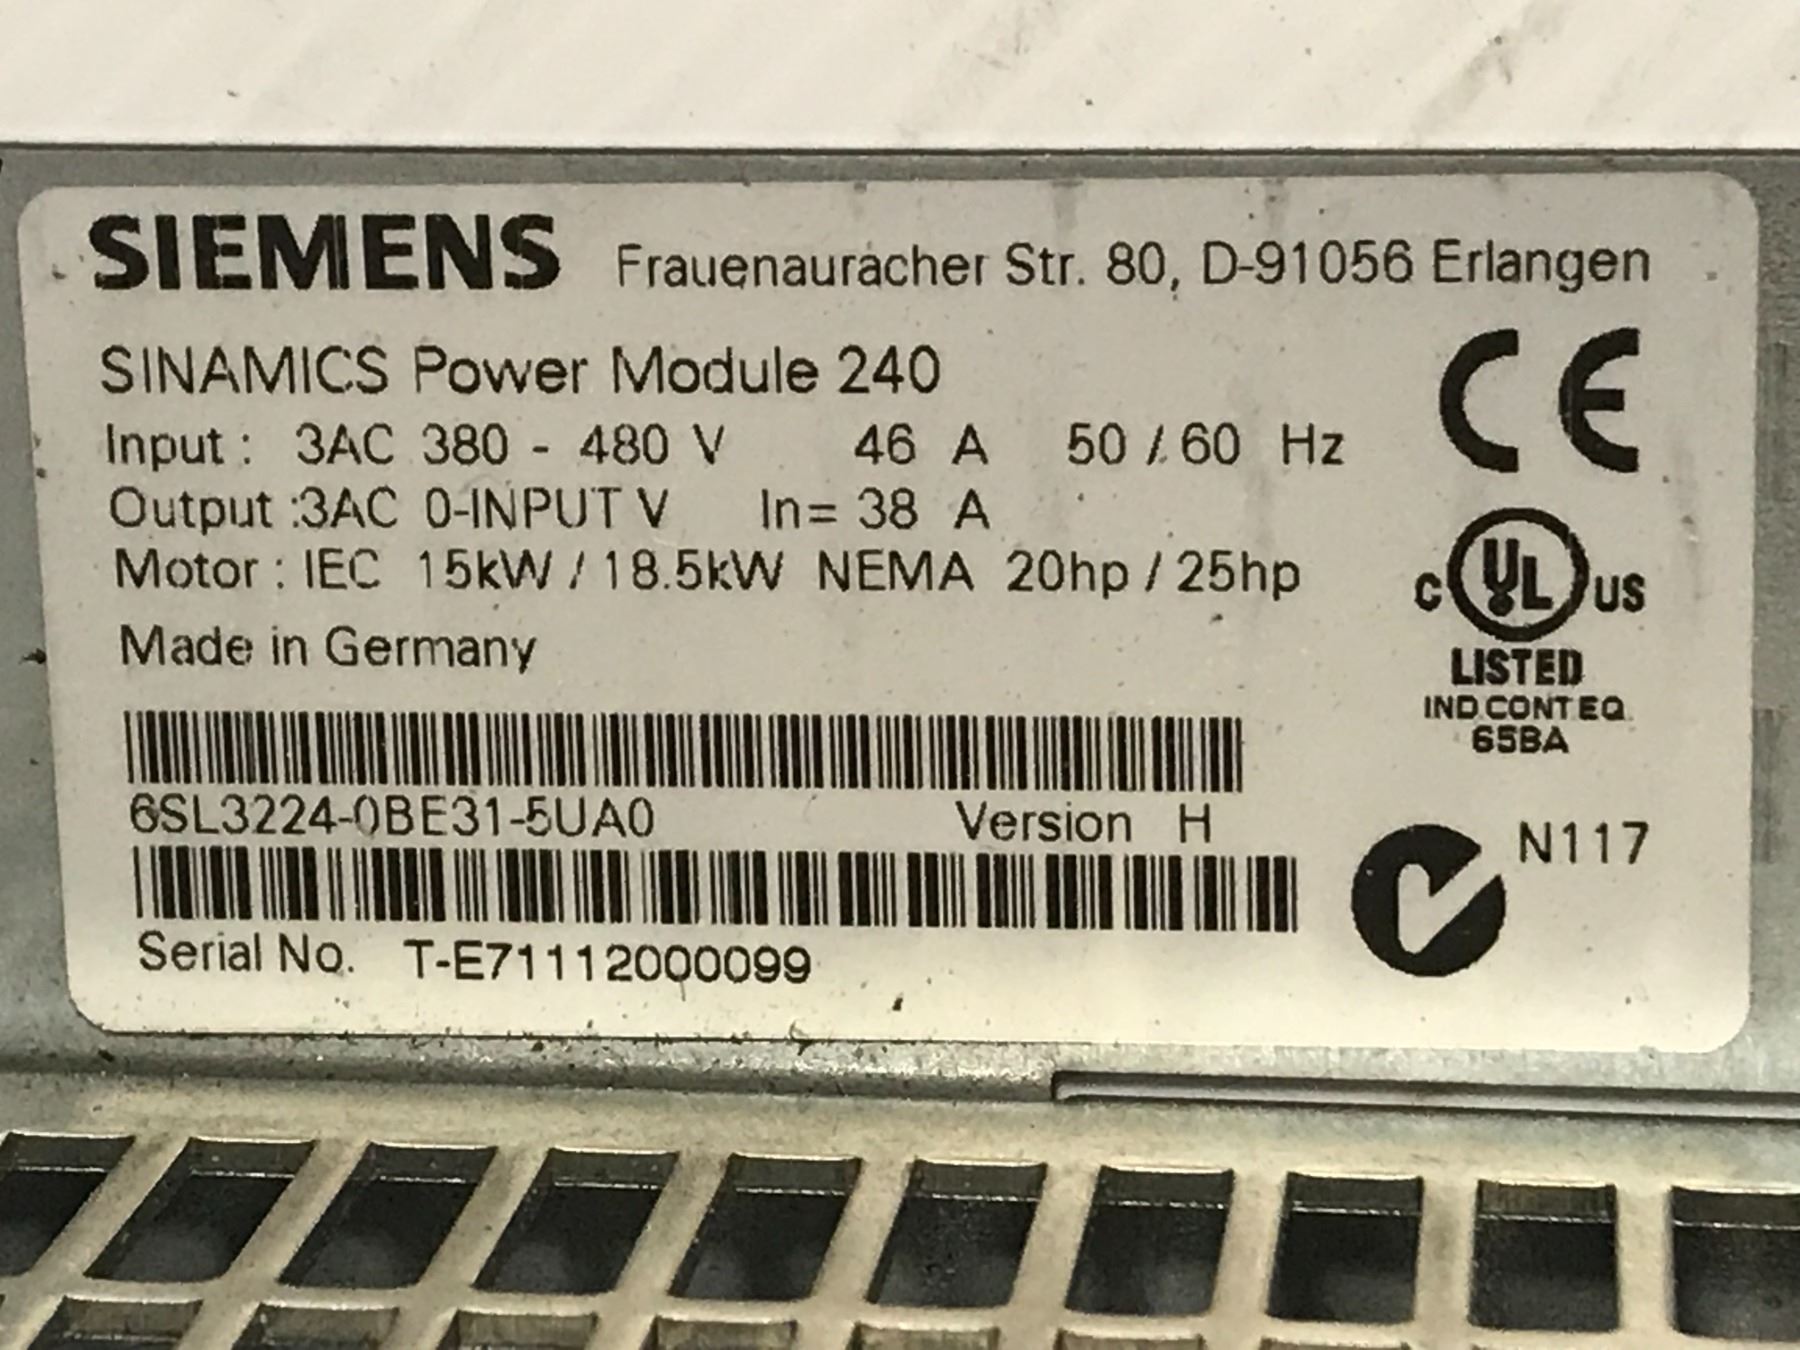 SIEMENS Frauenauracher Str. 80, D-91056 Erlangen
SINAMICS Power Module 240
Input : 3AC 380 - 480 V 46 A 50 / 60 Hz
Output :3AC 0-INPUT V In= 38 A
Motor : IEC 15kW / 18.5kW NEMA 20hp / 25hp
Made in Germany
CE
C UL US
LISTED
IND.CONT EQ.
65BA
6SL3224-0BE31-5UA0 Version H
N117
Serial No. T-E71112000099